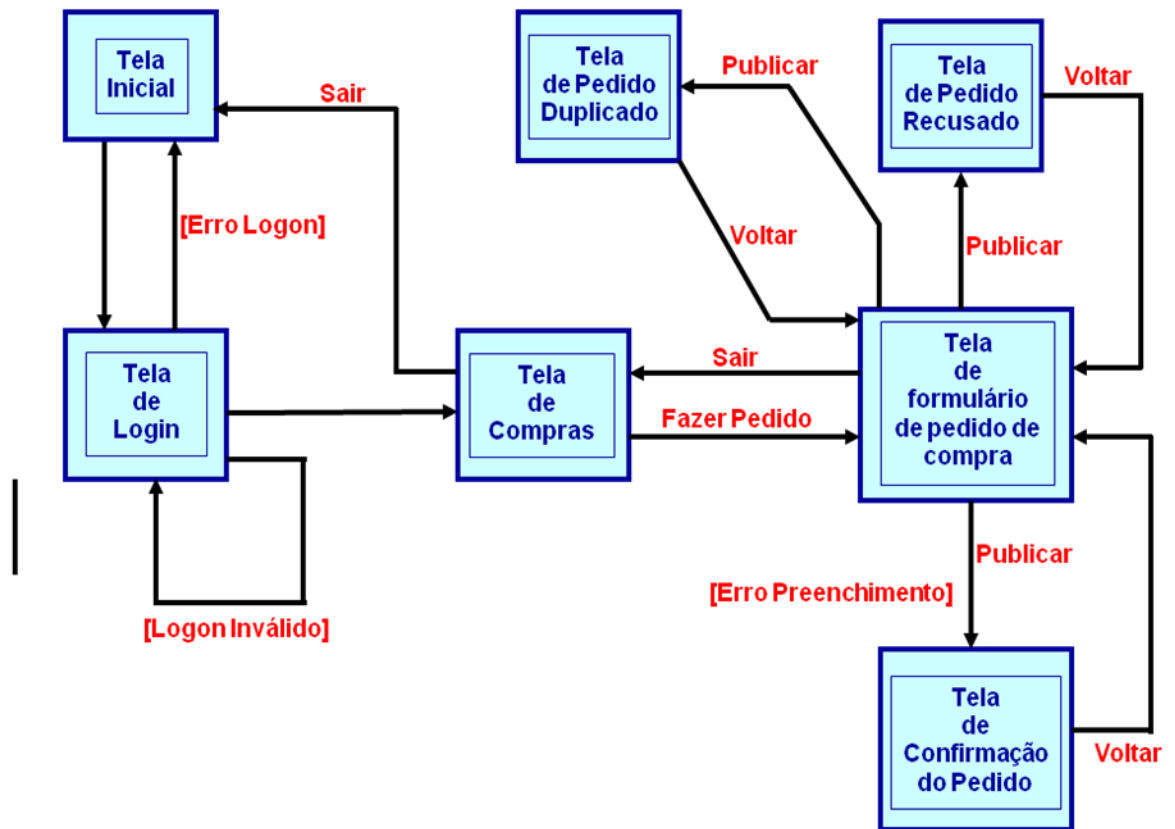 Tela
Inicial
Sair
Tela
de Pedido
Duplicado
Publicar
Tela
de Pedido
Recusado
Voltar
[Erro Logon]
Voltar
Publicar
Tela
de
Login
Tela
de
Compras
Sair
Fazer Pedido
Tela
de
formulário
de pedido de
compra
[Logon Inválido]
Publicar
[Erro Preenchimento]
Tela
de
Confirmação
do Pedido
Voltar